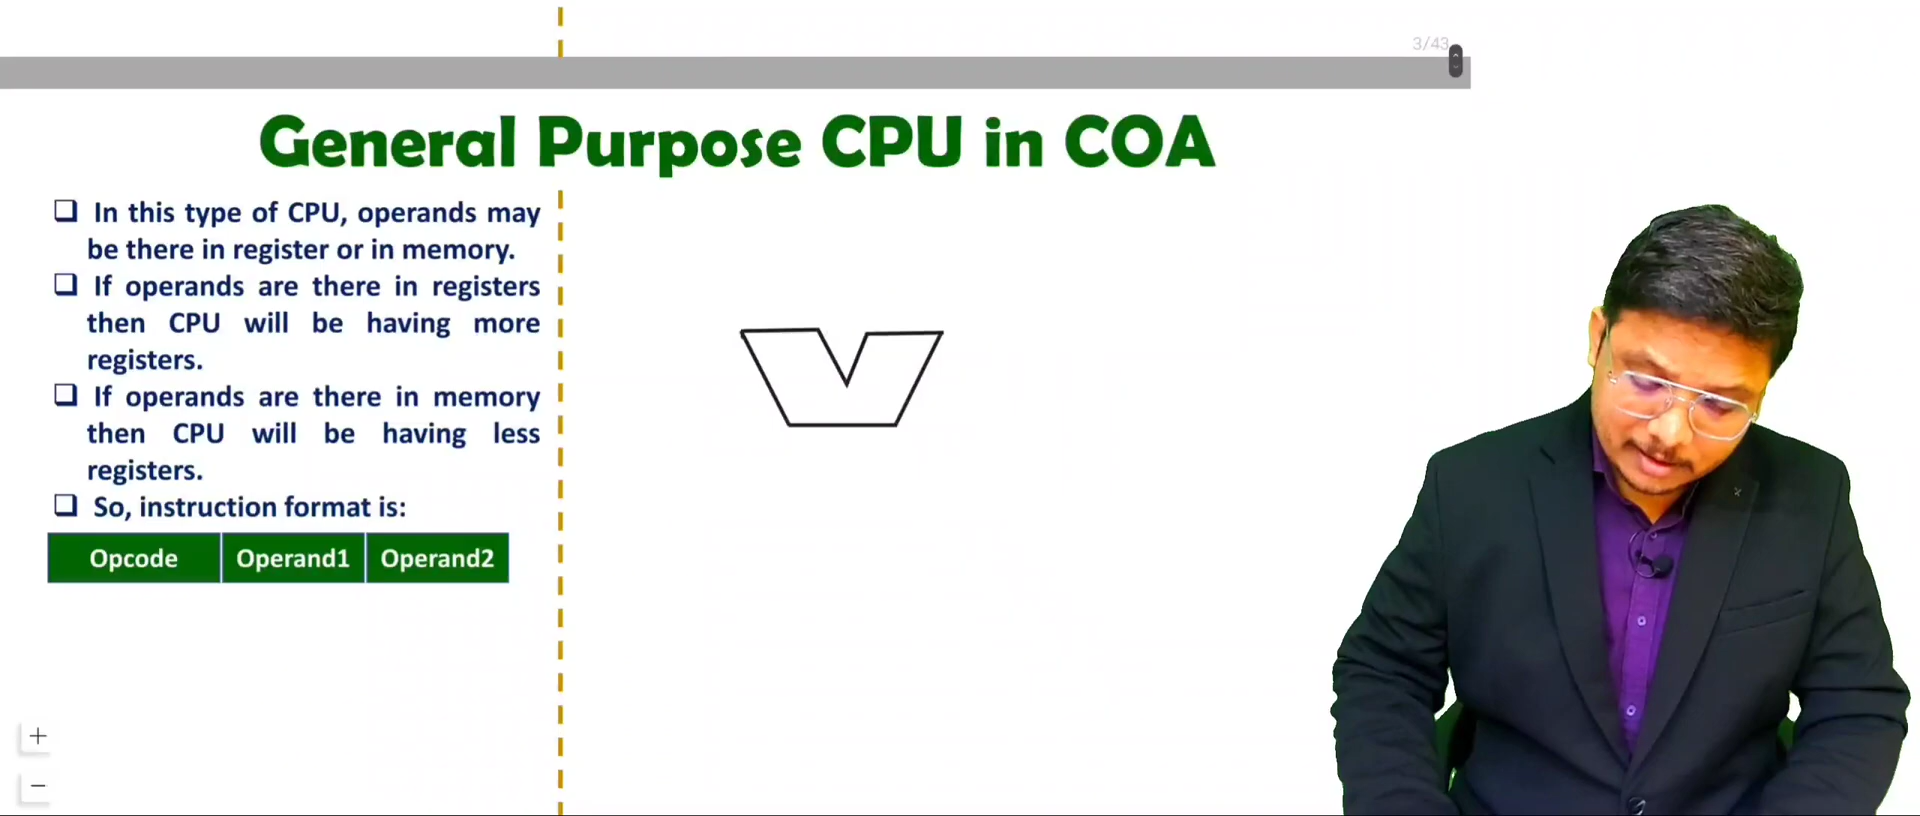 3/43
General Purpose CPU in COA
In this type of CPU, operands may
be there in register or in memory.
If operands are there in registers
then CPU will be having more
registers.
If operands are there in memory
then CPU will be having less
registers.
So, instruction format is:
Opcode Operand1 Operand2
+
−